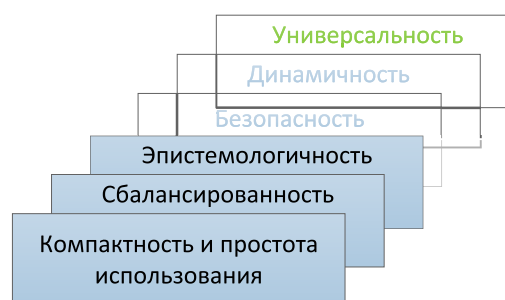 Универсальность
Динамичность
Безопасность
Эпистемологичность
Сбалансированность
Компактность и простота
использования